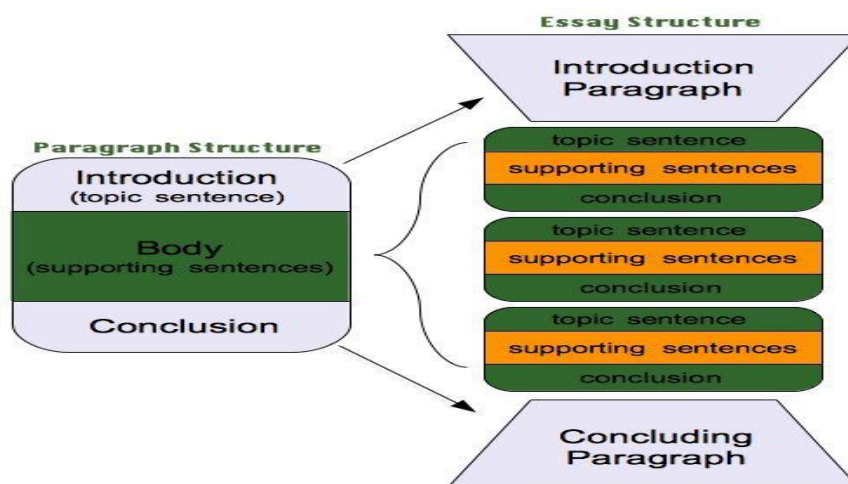 Essay Structure
Introduction
Paragraph
Paragraph Structure
Introduction
(topic sentence)
Body
(supporting sentences)
Conclusion
topic sentence
supporting sentences
conclusion
topic sentence
supporting sentences
conclusion
topic sentence
supporting sentences
conclusion
Concluding
Paragraph